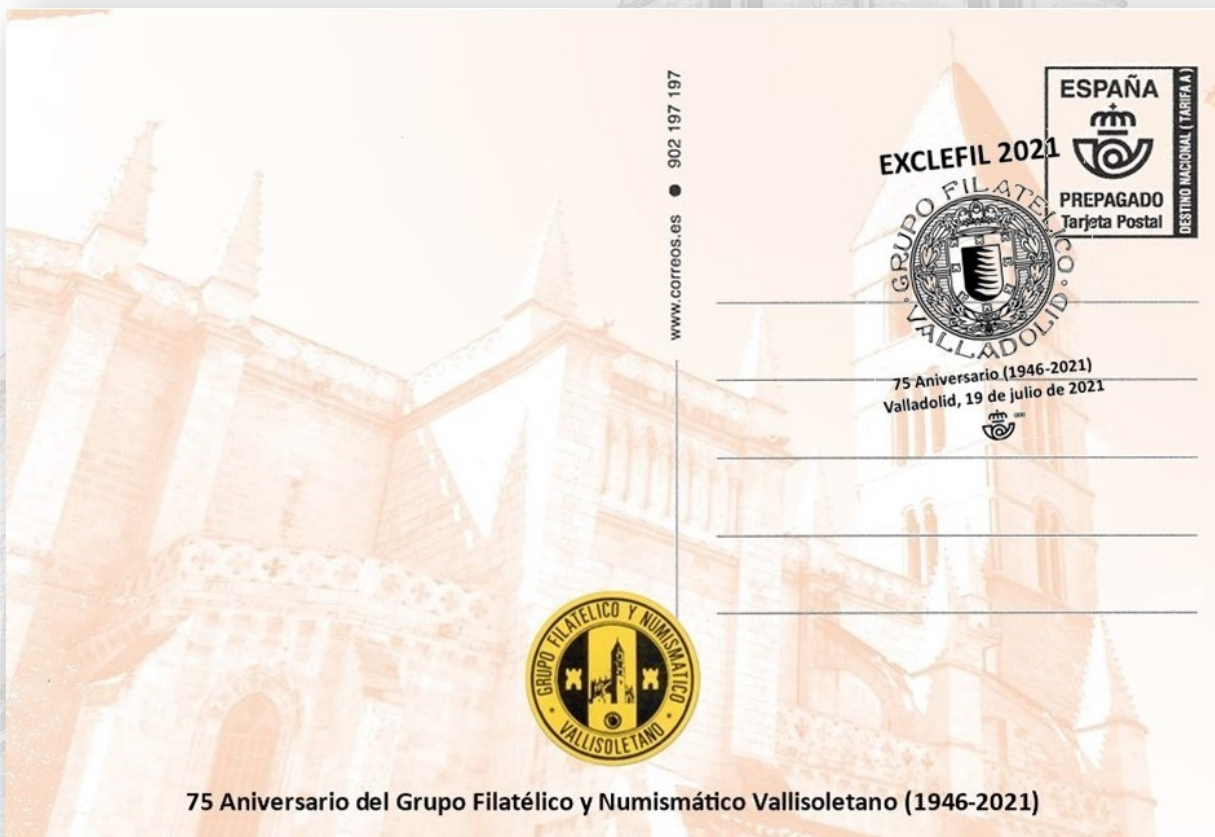 www.correos.es ● 902 197 197
ESPAÑA
PREPAGADO
Tarjeta Postal
DESTINO NACIONAL ( TARIFA A )
EXCLEFIL 2021
GRUPO FILATÉLICO
· VALLADOLID ·
75 Aniversario (1946-2021)
Valladolid, 19 de julio de 2021
GRUPO FILATELICO Y NUMISMATICO
· VALLISOLETANO ·
75 Aniversario del Grupo Filatélico y Numismático Vallisoletano (1946-2021)